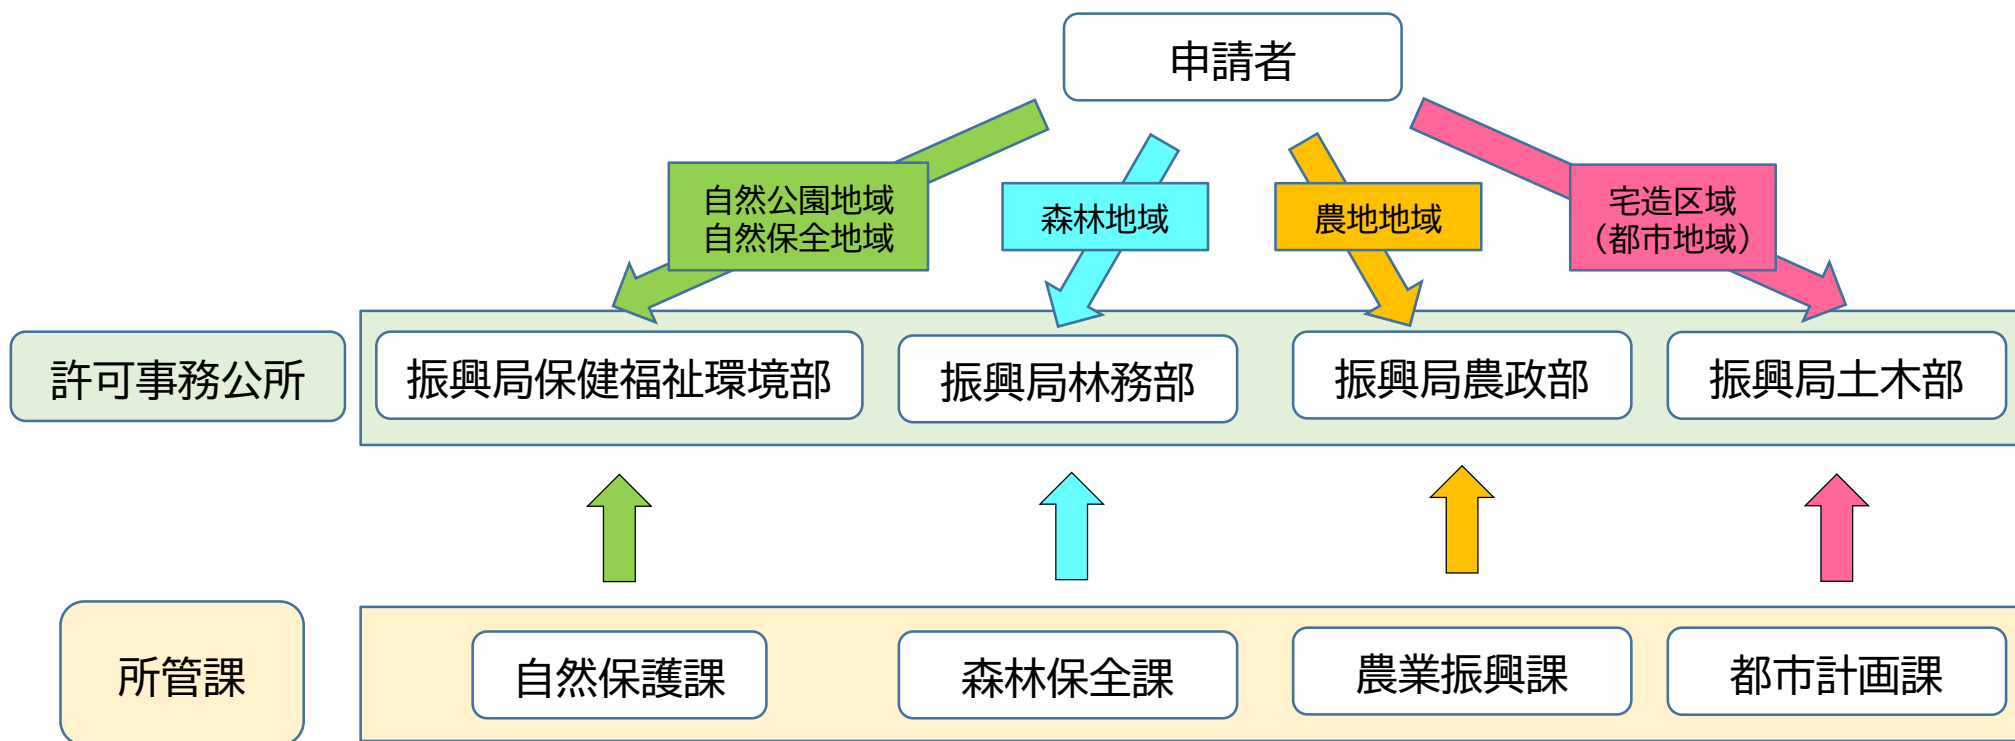 申請者
自然公園地域
自然保全地域
森林地域
農地地域
宅造区域
（都市地域）
許可事務公所
振興局保健福祉環境部
振興局林務部
振興局農政部
振興局土木部
所管課
自然保護課
森林保全課
農業振興課
都市計画課